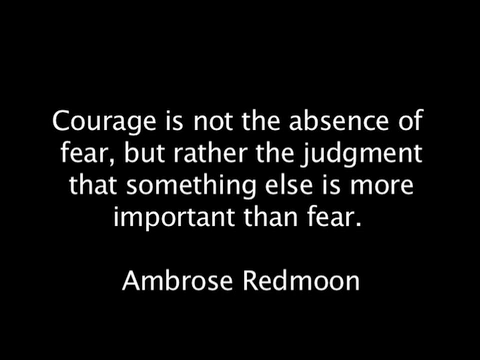 Courage is not the absence of
fear, but rather the judgment
that something else is more
important than fear.
Ambrose Redmoon